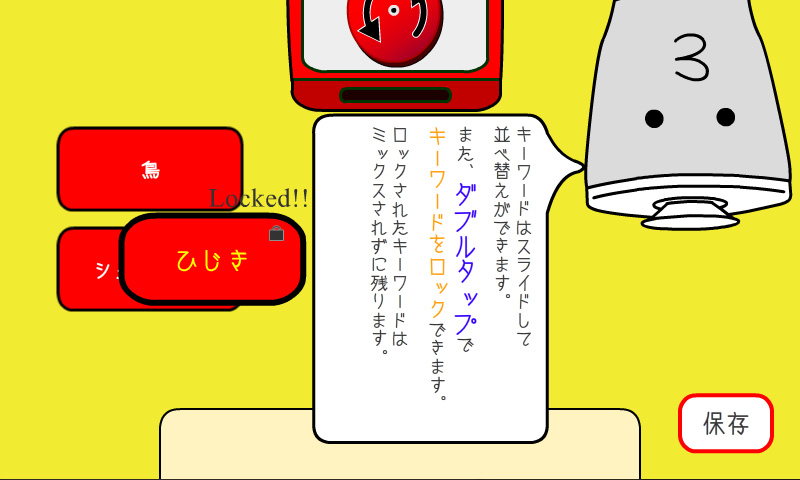 キーワードはスライドして
並べ替えができます。
また、ダブルタップで
キーワードをロックできます。
ロックされたキーワードは
ミックスされずに残ります。
鳥
Locked!!
ひじき
シ
3
保存